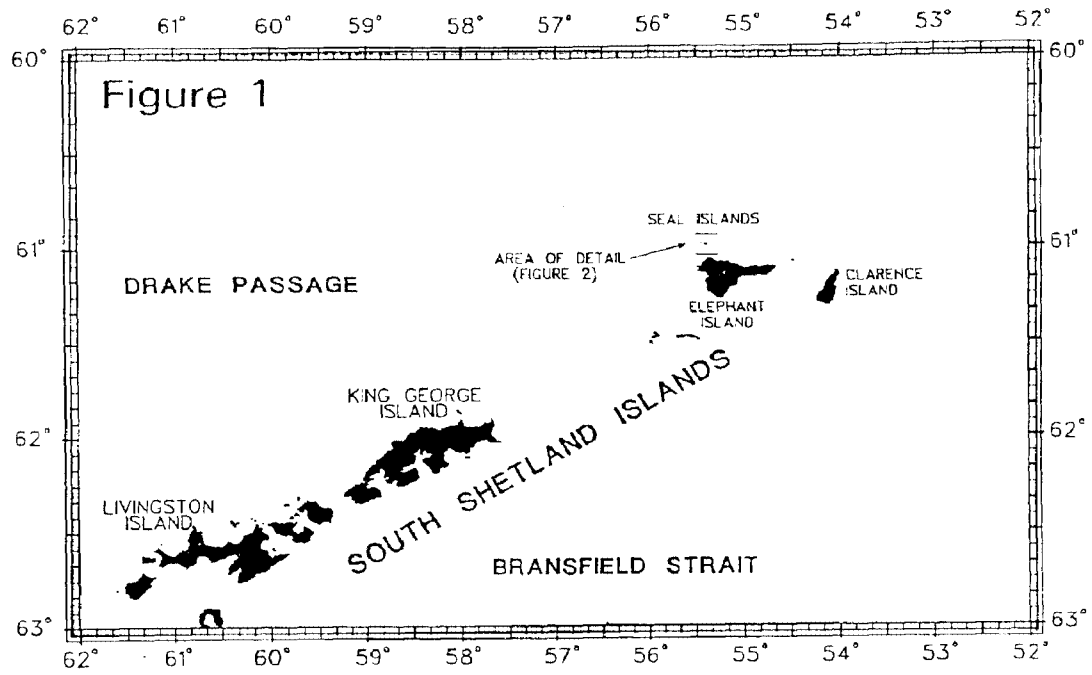 62° 61° 60° 59° 58° 57° 56° 55° 54° 53° 52°
60° 60°
Figure 1
SEAL ISLANDS
61° 61°
AREA OF DETAIL
(FIGURE 2)
DRAKE PASSAGE
CLARENCE
ISLAND
ELEPHANT
ISLAND
KING GEORGE
ISLAND
62° 62°
SOUTH SHETLAND ISLANDS
LIVINGSTON
ISLAND
BRANSFIELD STRAIT
63° 63°
62° 61° 60° 59° 58° 57° 56° 55° 54° 53° 52°